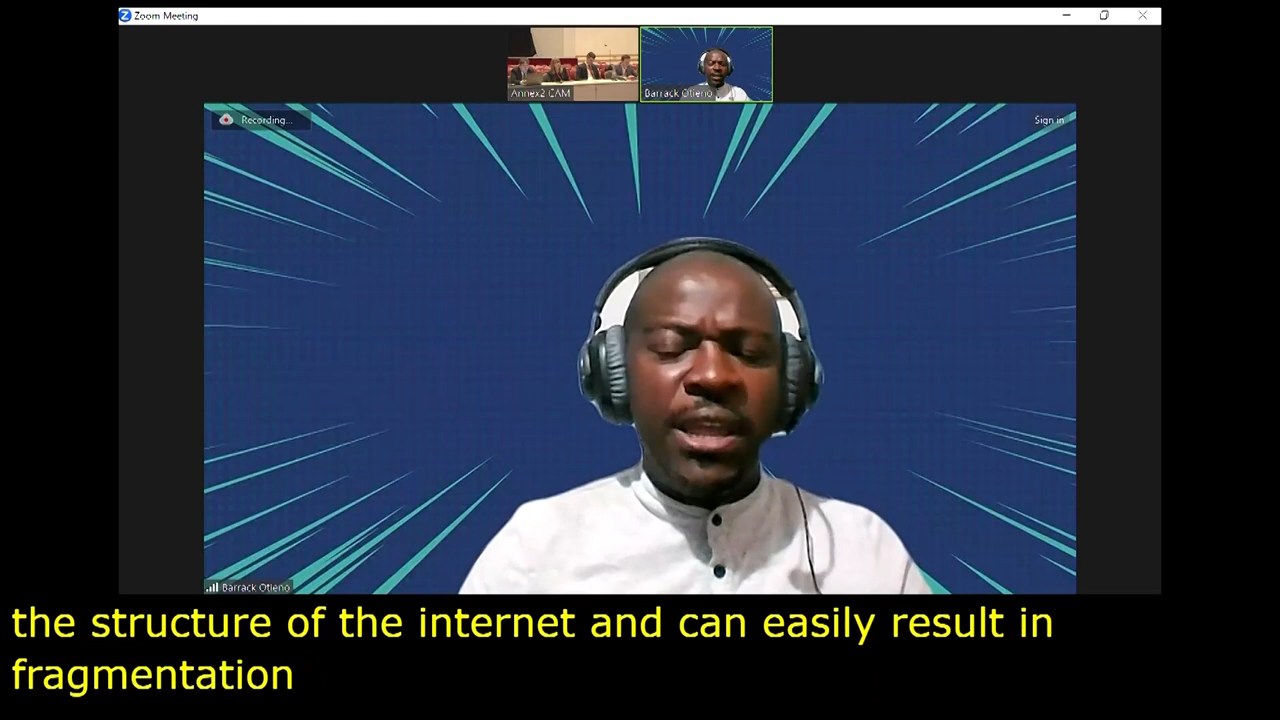 Zoom Meeting
Annex2 CAM
Barrack Otieno
Recording...
Sign in
Barrack Otieno
the structure of the internet and can easily result in
fragmentation